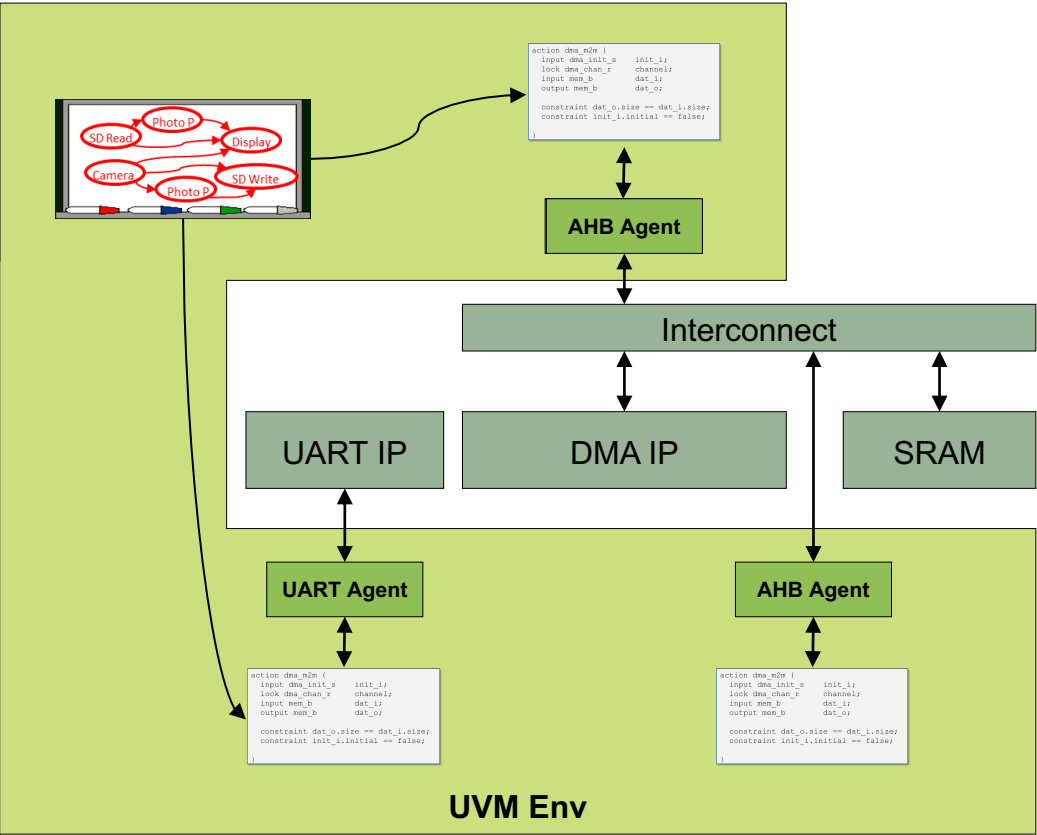 action dma_m2m {
input dma_init_s init_i;
lock dma_chan_r channel;
input mem_b dat_i;
output mem_b dat_o;
constraint dat_o.size == dat_i.size;
constraint init_i.initial == false;
}
Photo P
SD Read
Display
Camera
SD Write
Photo P
AHB Agent
Interconnect
UART IP
DMA IP
SRAM
UART Agent
AHB Agent
action dma_m2m {
input dma_init_s init_i;
lock dma_chan_r channel;
input mem_b dat_i;
output mem_b dat_o;
constraint dat_o.size == dat_i.size;
constraint init_i.initial == false;
}
action dma_m2m {
input dma_init_s init_i;
lock dma_chan_r channel;
input mem_b dat_i;
output mem_b dat_o;
constraint dat_o.size == dat_i.size;
constraint init_i.initial == false;
}
UVM Env